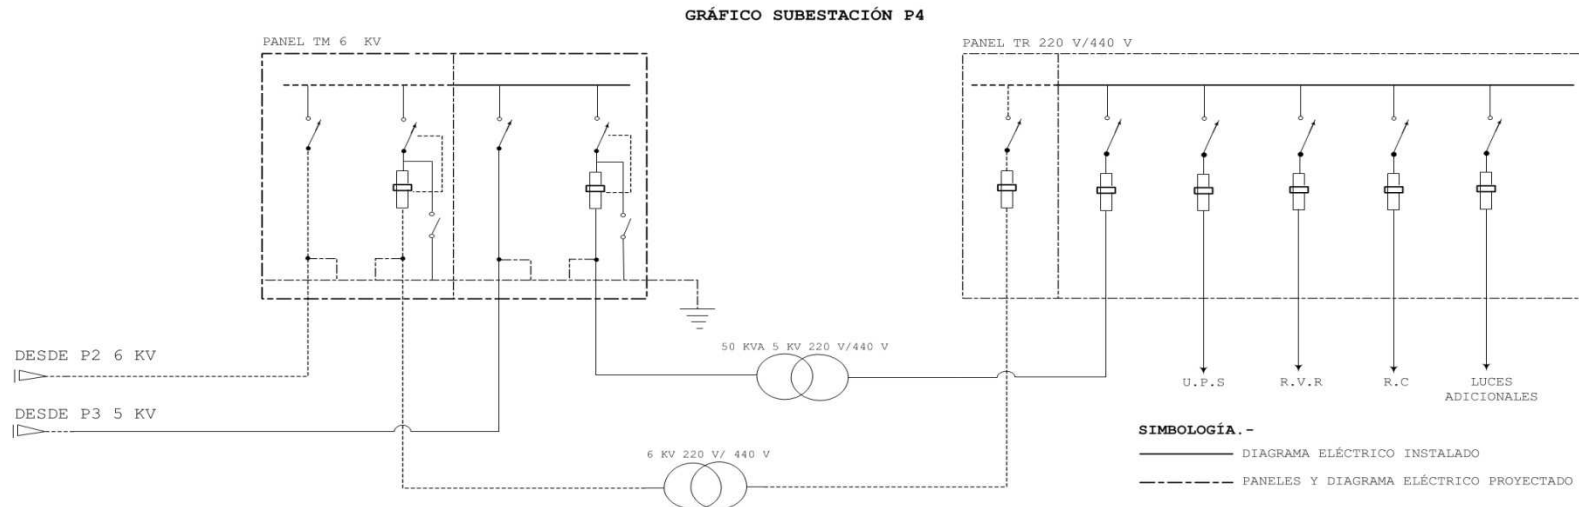 GRÁFICO SUBESTACIÓN P4
PANEL TM 6 KV
PANEL TR 220 V/440 V
DESDE P2 6 KV
DESDE P3 5 KV
50 KVA 5 KV 220 V/440 V
6 KV 220 V/ 440 V
U.P.S
R.V.R
R.C
LUCES
ADICIONALES
SIMBOLOGÍA.-
DIAGRAMA ELÉCTRICO INSTALADO
PANELES Y DIAGRAMA ELÉCTRICO PROYECTADO